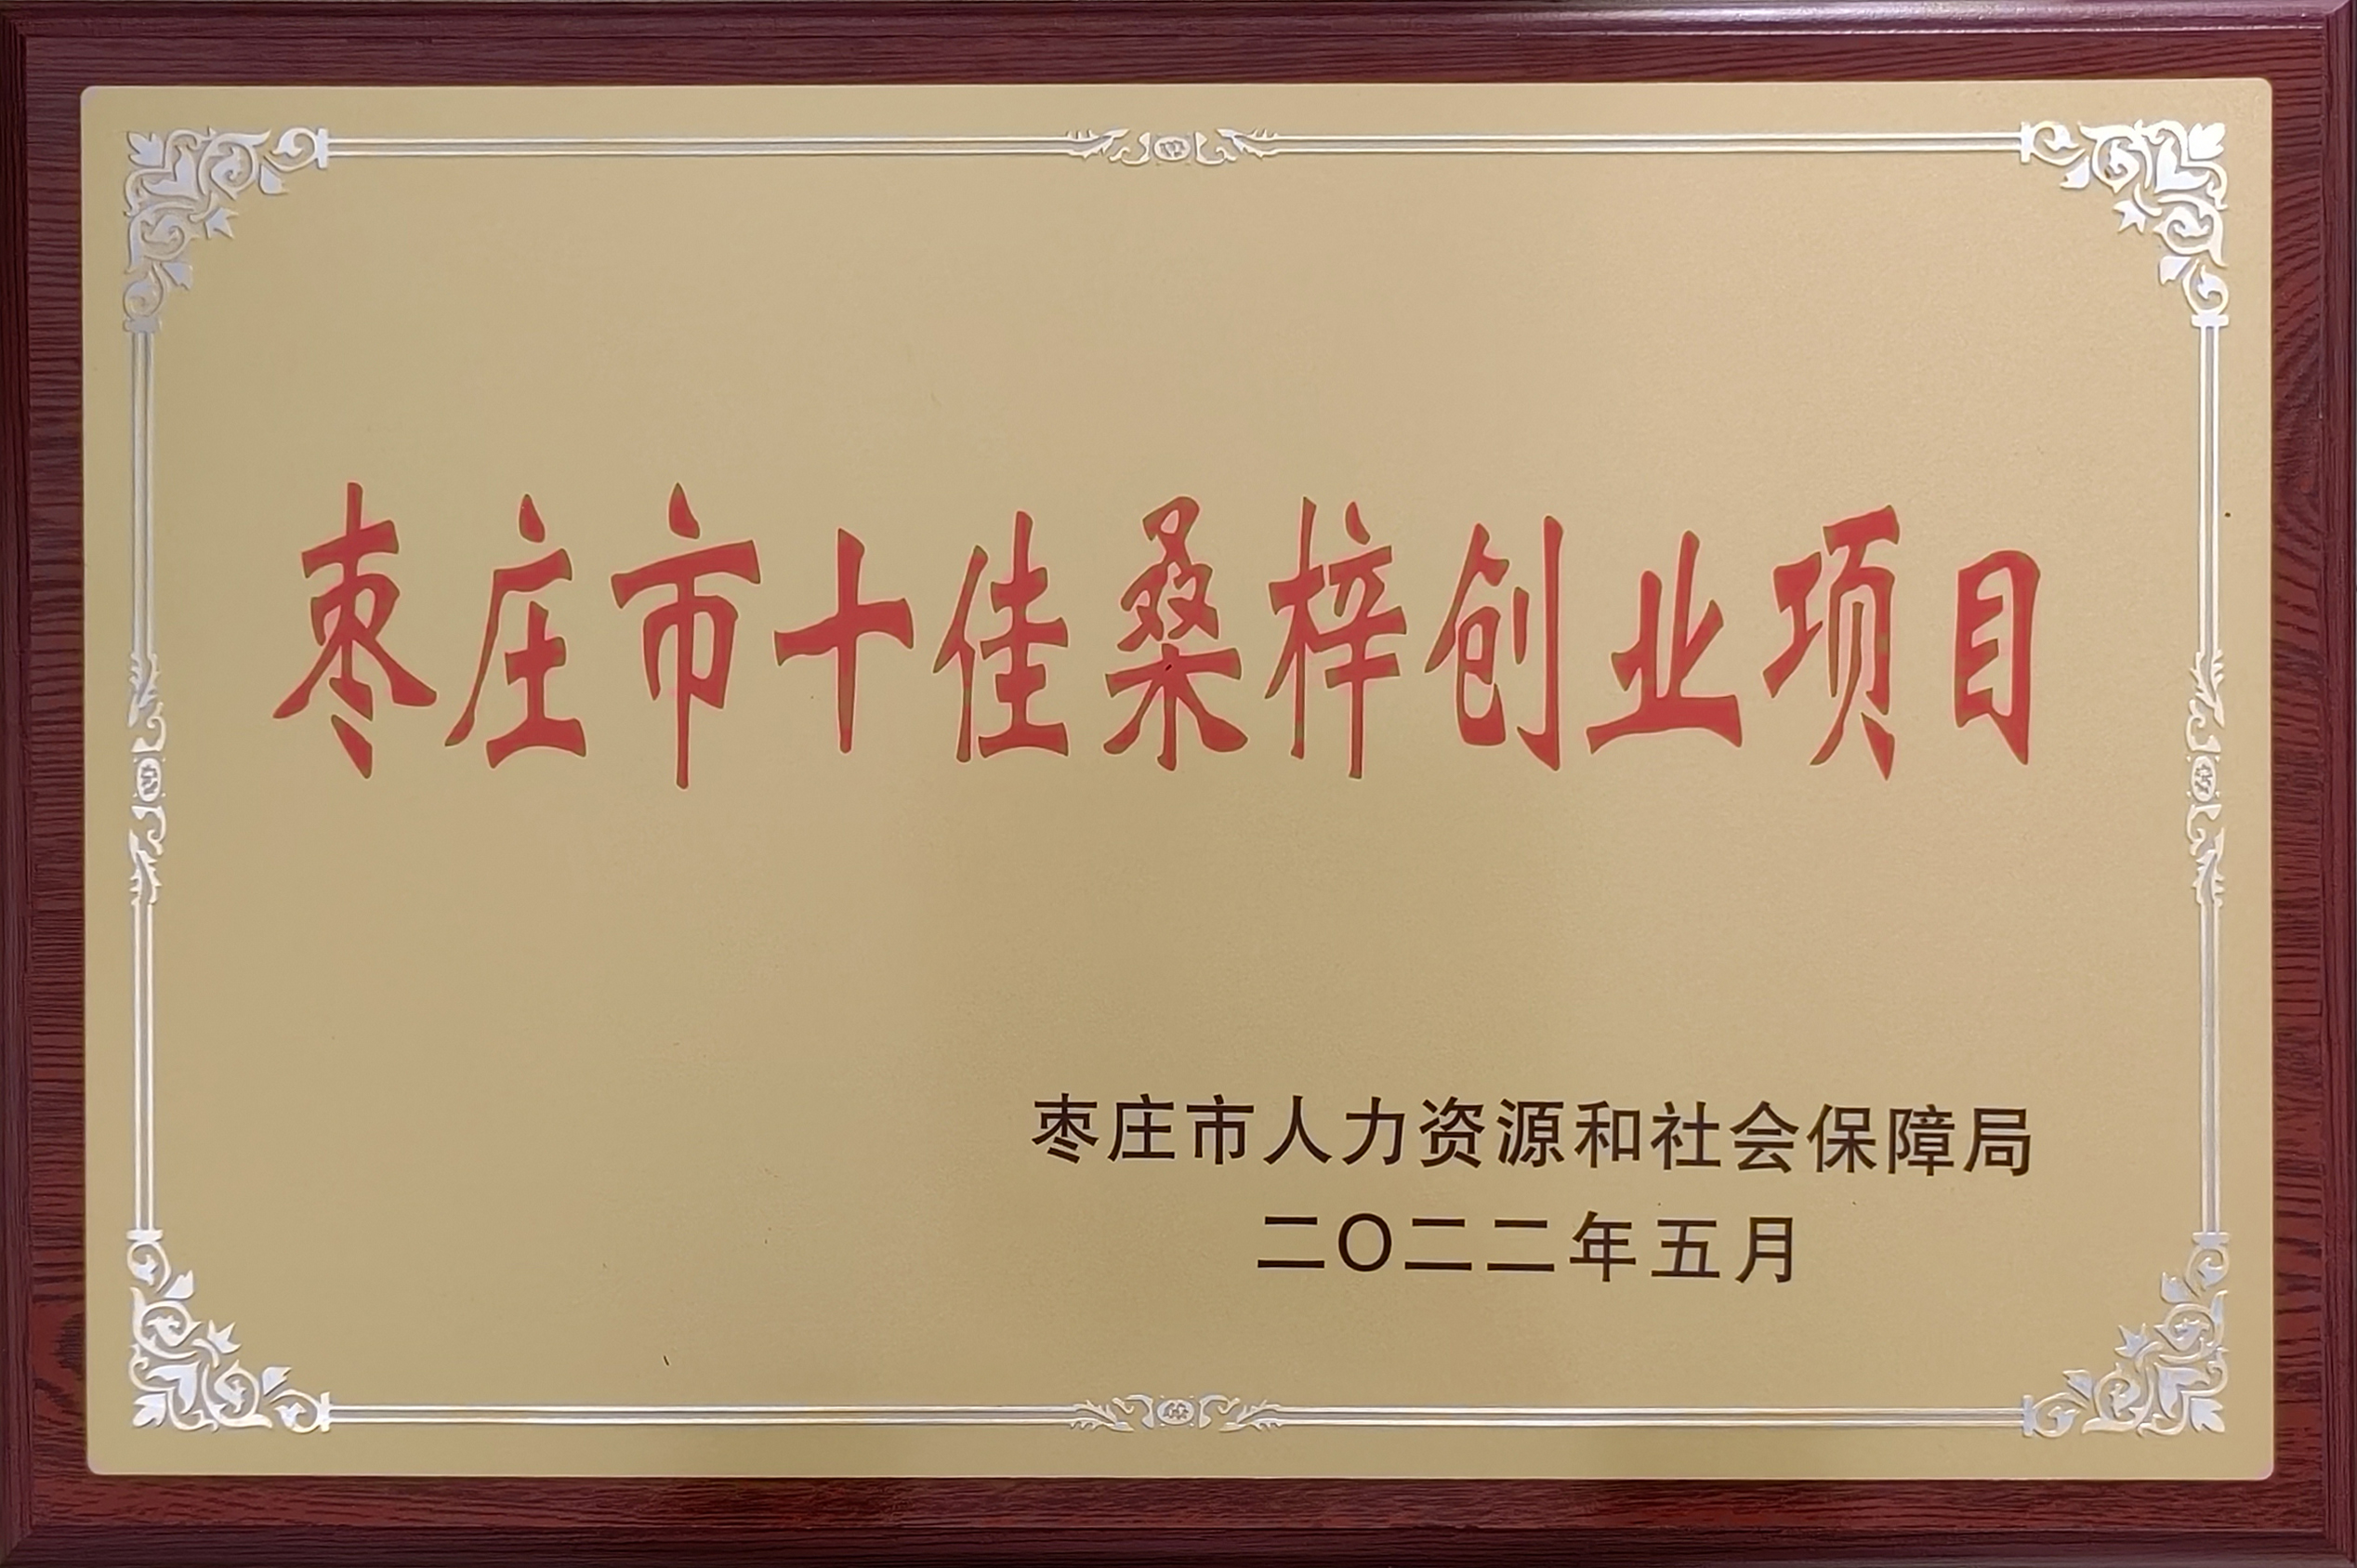 枣庄市十佳桑梓创业项目
枣庄市人力资源和社会保障局
二〇二二年五月